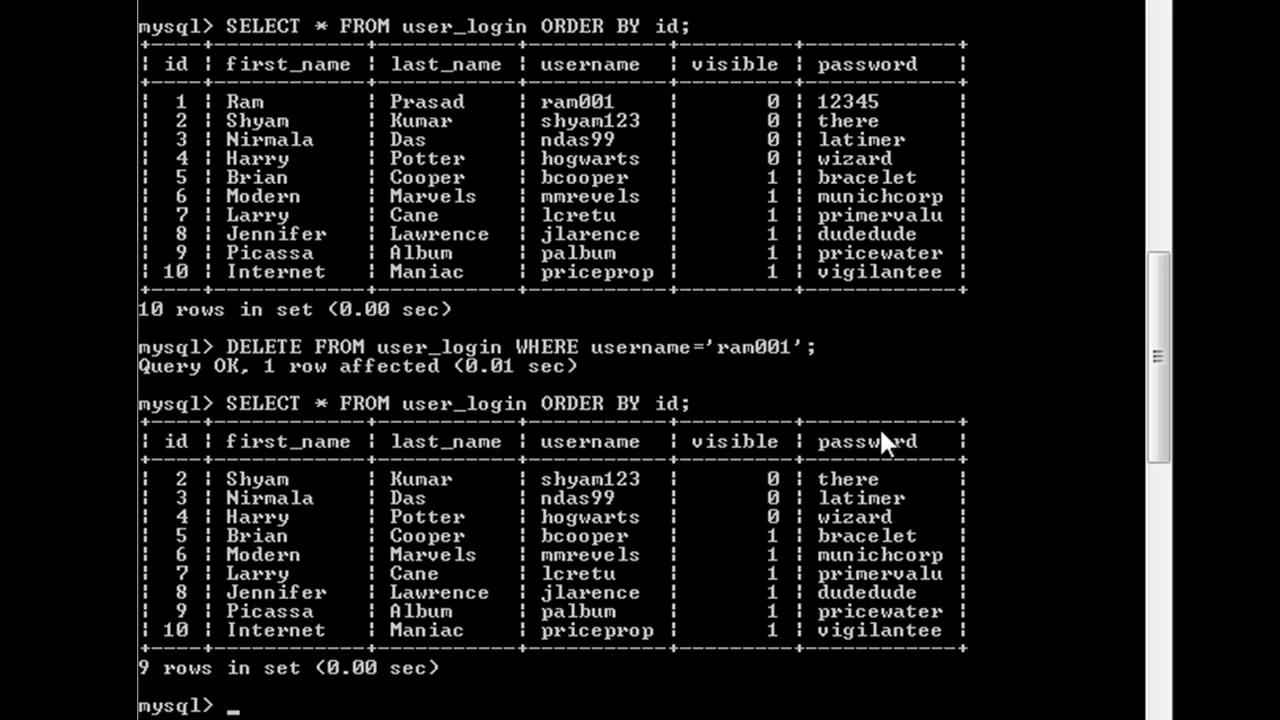 mysql> SELECT * FROM user_login ORDER BY id;
+----+------------+-----------+-----------+---------+------------+
| id | first_name | last_name | username  | visible | password   |
+----+------------+-----------+-----------+---------+------------+
|  1 | Ram        | Prasad    | ram001    |       0 | 12345      |
|  2 | Shyam      | Kumar     | shyam123  |       0 | there      |
|  3 | Nirmala    | Das       | ndas99    |       0 | latimer    |
|  4 | Harry      | Potter    | hogwarts  |       0 | wizard     |
|  5 | Brian      | Cooper    | bcooper   |       1 | bracelet   |
|  6 | Modern     | Marvels   | mmrevels  |       1 | munichcorp |
|  7 | Larry      | Cane      | lcretu    |       1 | primervalu |
|  8 | Jennifer   | Lawrence  | jlarence  |       1 | dudedude   |
|  9 | Picassa    | Album     | palbum    |       1 | pricewater |
| 10 | Internet   | Maniac    | priceprop |       1 | vigilantee |
+----+------------+-----------+-----------+---------+------------+
10 rows in set (0.00 sec)
mysql> DELETE FROM user_login WHERE username='ram001';
Query OK, 1 row affected (0.01 sec)
mysql> SELECT * FROM user_login ORDER BY id;
+----+------------+-----------+-----------+---------+------------+
| id | first_name | last_name | username  | visible | password   |
+----+------------+-----------+-----------+---------+------------+
|  2 | Shyam      | Kumar     | shyam123  |       0 | there      |
|  3 | Nirmala    | Das       | ndas99    |       0 | latimer    |
|  4 | Harry      | Potter    | hogwarts  |       0 | wizard     |
|  5 | Brian      | Cooper    | bcooper   |       1 | bracelet   |
|  6 | Modern     | Marvels   | mmrevels  |       1 | munichcorp |
|  7 | Larry      | Cane      | lcretu    |       1 | primervalu |
|  8 | Jennifer   | Lawrence  | jlarence  |       1 | dudedude   |
|  9 | Picassa    | Album     | palbum    |       1 | pricewater |
| 10 | Internet   | Maniac    | priceprop |       1 | vigilantee |
+----+------------+-----------+-----------+---------+------------+
9 rows in set (0.00 sec)
mysql> _